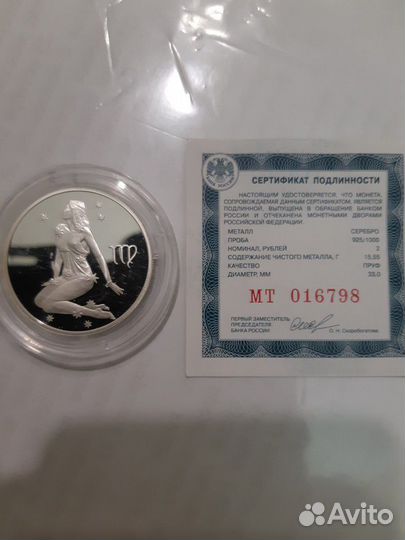 СЕРТИФИКАТ ПОДЛИННОСТИ
НАСТОЯЩИМ УДОСТОВЕРЯЕТСЯ, ЧТО МОНЕТА,
СОПРОВОЖДАЕМАЯ ДАННЫМ СЕРТИФИКАТОМ, ЯВЛЯЕТСЯ
ПОДЛИННОЙ, ВЫПУЩЕНА В ОБРАЩЕНИЕ БАНКОМ
РОССИИ И ОТЧЕКАНЕНА МОНЕТНЫМИ ДВОРАМИ
РОССИЙСКОЙ ФЕДЕРАЦИИ.
МЕТАЛЛ СЕРЕБРО
ПРОБА 925/1000
НОМИНАЛ, РУБЛЕЙ 2
СОДЕРЖАНИЕ ЧИСТОГО МЕТАЛЛА, Г 15,55
КАЧЕСТВО ПРУФ
ДИАМЕТР, ММ 33,0
МТ 016798
ПЕРВЫЙ ЗАМЕСТИТЕЛЬ
ПРЕДСЕДАТЕЛЯ
БАНКА РОССИИ О. Н. Скоробогатова
Avito